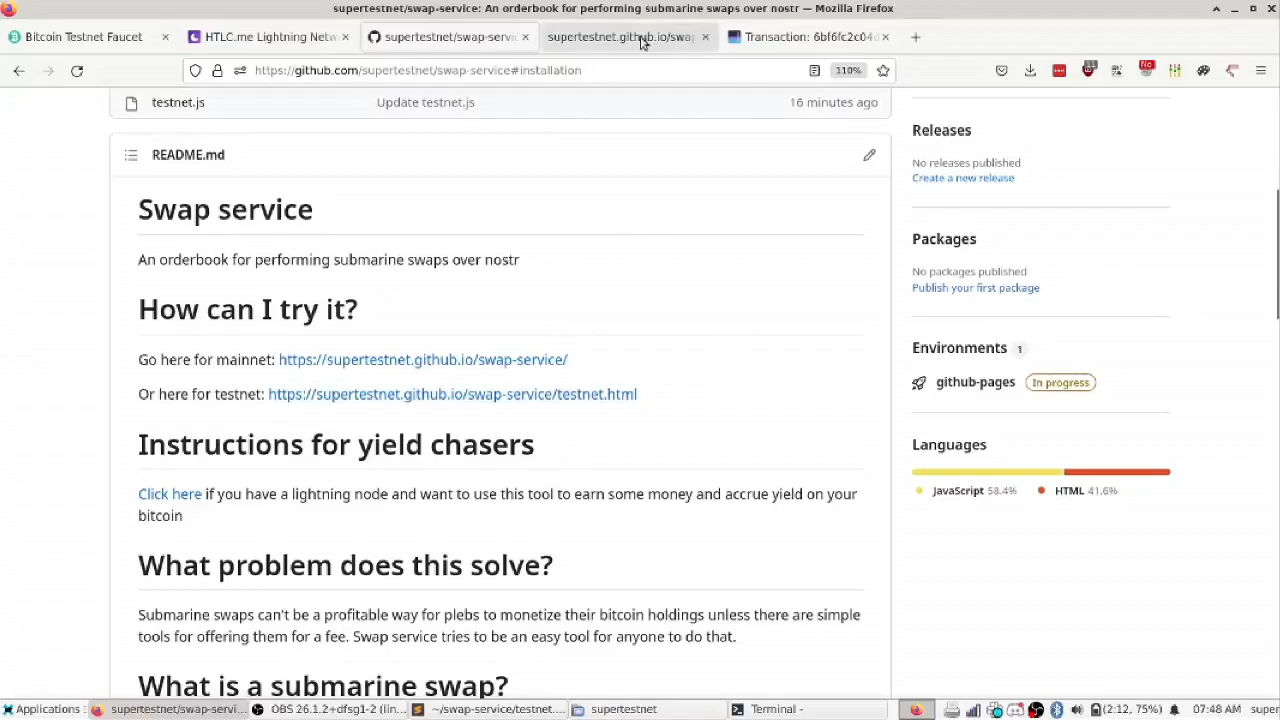 supertestnet/swap-service: An orderbook for performing submarine swaps over nostr — Mozilla Firefox
Bitcoin Testnet Faucet
HTLC.me Lightning Netw
supertestnet/swap-servi
supertestnet.github.io/swap
Transaction: 6bf6fc2c04
https://github.com/supertestnet/swap-service#installation
110%
No
testnet.js
Update testnet.js
16 minutes ago
README.md
Swap service
An orderbook for performing submarine swaps over nostr
How can I try it?
Go here for mainnet: https://supertestnet.github.io/swap-service/
Or here for testnet: https://supertestnet.github.io/swap-service/testnet.html
Instructions for yield chasers
Click here if you have a lightning node and want to use this tool to earn some money and accrue yield on your
bitcoin
What problem does this solve?
Submarine swaps can't be a profitable way for plebs to monetize their bitcoin holdings unless there are simple
tools for offering them for a fee. Swap service tries to be an easy tool for anyone to do that.
What is a submarine swap?
Releases
No releases published
Create a new release
Packages
No packages published
Publish your first package
Environments 1
github-pages In progress
Languages
JavaScript 58.4% HTML 41.6%
Applications
supertestnet/swap-servi...
OBS 26.1.2+dfsg1-2 (lin...
~/swap-service/testnet....
supertestnet
Terminal -
(2:12, 75%)
07:48 AM
super